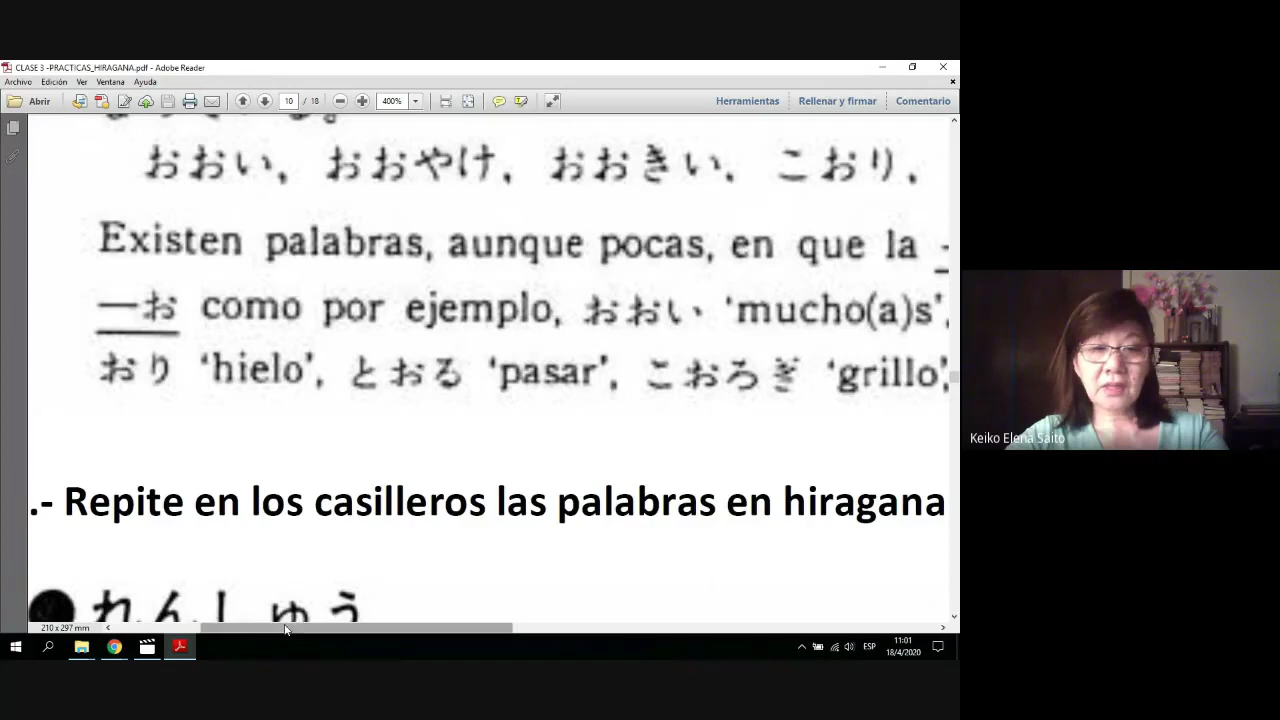 CLASE 3 -PRACTICAS_HIRAGANA.pdf - Adobe Reader
Archivo Edición Ver Ventana Ayuda
Abrir 10 / 18 400% Herramientas Rellenar y firmar Comentario
おおい，おおやけ，おおきい，こおり，
Existen palabras, aunque pocas, en que la
—お como por ejemplo, おおい 'mucho(a)s',
おり 'hielo', とおる 'pasar', こおろぎ 'grillo',
.- Repite en los casilleros las palabras en hiragana
●れんしゅう
210 x 297 mm
ESP 11:01
18/4/2020
Keiko Elena Saito